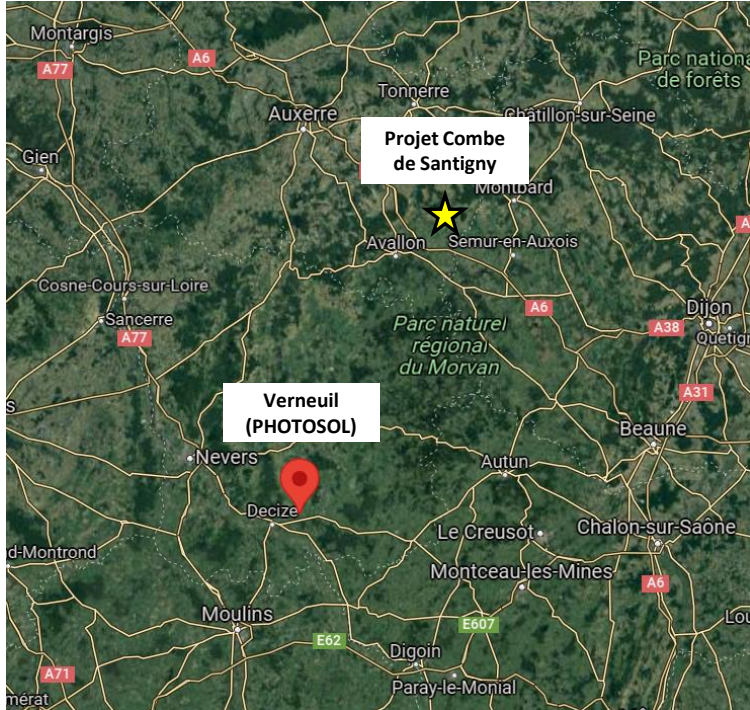 Montargis
A77
A6
Parc nationa
de forêts
Tonnerre
Châtillon-sur-Seine
Auxerre
Projet Combe
de Santigny
Gien
Montbard
Avallon
Semur-en-Auxois
A
Cosne-Cours-sur-Loire
A6
Sancerre
A77
Dijon
A38
Quetign
Parc naturel
régional
du Morvan
A31
Verneuil
(PHOTOSOL)
S
Beaune
Nevers
Autun
Decize
Le Creusot
Chalon-sur-Saône
d-Montrond
Montceau-les-Mines
A6
Moulins
Lou
E607
E62
Digoin
A71
Paray-le-Monial
mérat